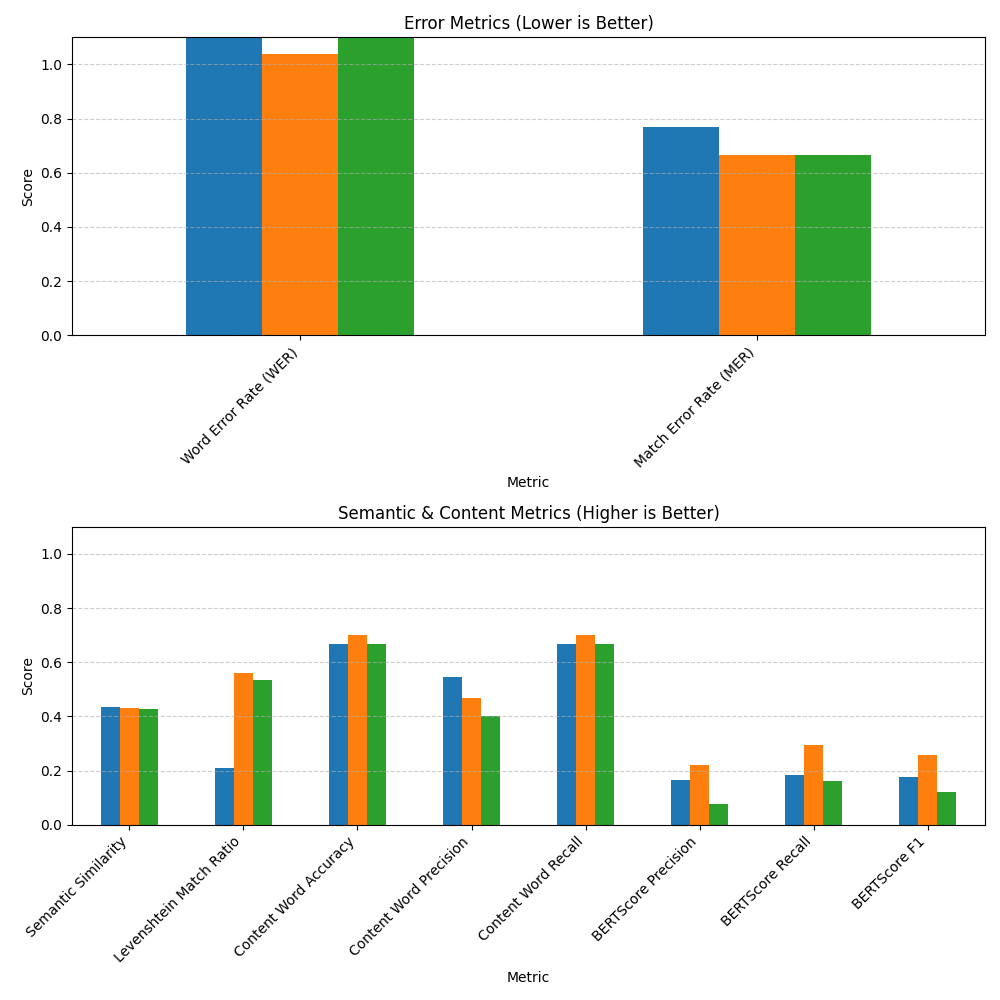 Error Metrics (Lower is Better)
1.0
0.8
0.6
0.4
0.2
0.0
Score
Word Error Rate (WER)
Match Error Rate (MER)
Metric
Semantic & Content Metrics (Higher is Better)
1.0
0.8
0.6
0.4
0.2
0.0
Score
Semantic Similarity
Levenshtein Match Ratio
Content Word Accuracy
Content Word Precision
Content Word Recall
BERTScore Precision
BERTScore Recall
BERTScore F1
Metric